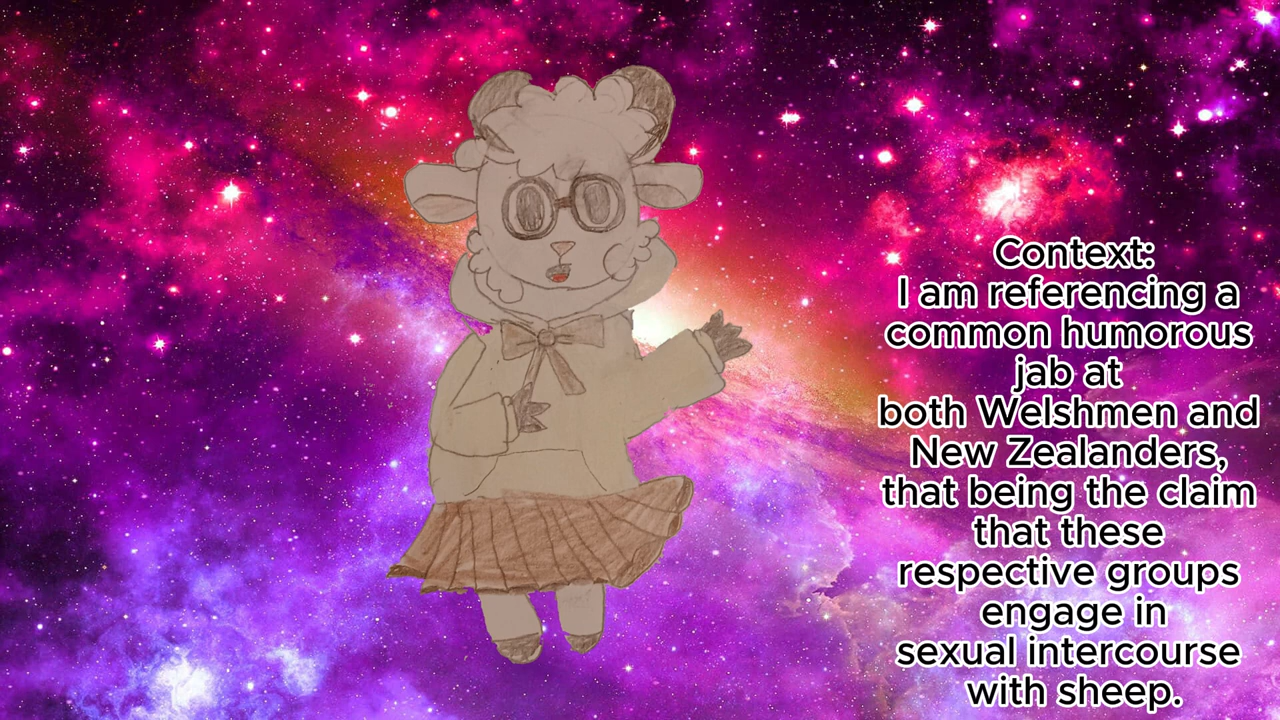 Context:
I am referencing a
common humorous
jab at
both Welshmen and
New Zealanders,
that being the claim
that these
respective groups
engage in
sexual intercourse
with sheep.